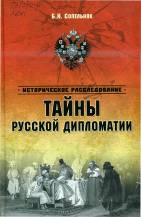 Б.Н. СОПЕЛЬНЯК
• ИСТОРИЧЕСКОЕ РАССЛЕДОВАНИЕ •
ТАЙНЫ
РУССКОЙ ДИПЛОМАТИИ